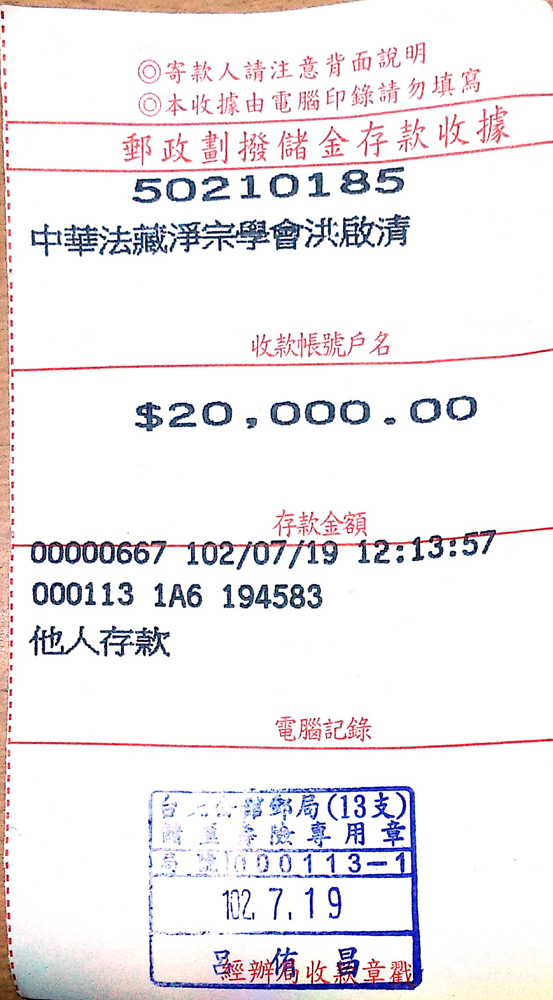 ◎寄款人請注意背面說明
◎本收據由電腦印錄請勿填寫
郵政劃撥儲金存款收據
50210185
中華法藏淨宗學會洪啟清
收款帳號戶名
$20,000.00
存款金額
00000667 102/07/19 12:13:57
000113 1A6 194583
他人存款
電腦記錄
台北公館郵局(13支)
儲匯壽險專用章
局號000113-1
102.7.19
呂侑昌
經辦局收款章戳